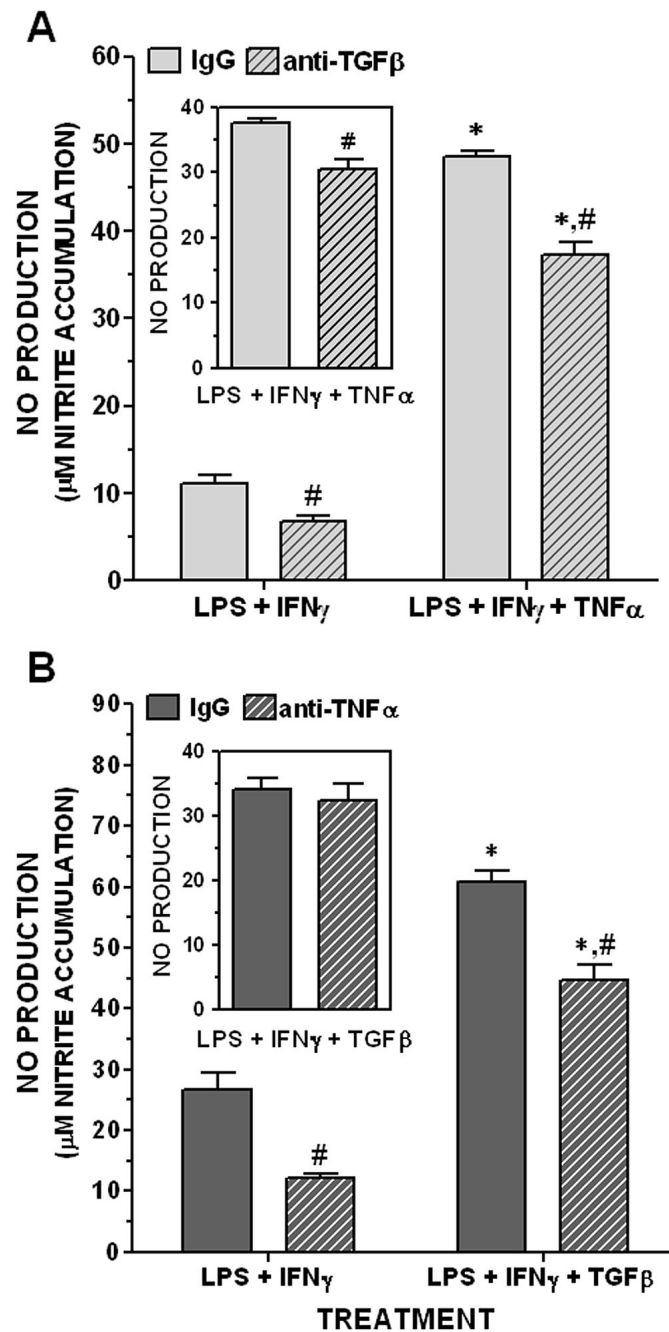 A
IgG anti-TGFβ
NO PRODUCTION
(μM NITRITE ACCUMULATION)
60
50
40
30
20
10
0
NO PRODUCTION
40
30
20
10
0
#
LPS + IFNγ + TNFα
#
*
*,#
LPS + IFNγ LPS + IFNγ + TNFα
B
IgG anti-TNFα
NO PRODUCTION
(μM NITRITE ACCUMULATION)
90
80
70
60
50
40
30
20
10
0
NO PRODUCTION
40
30
20
10
0
LPS + IFNγ + TGFβ
#
*
*,#
LPS + IFNγ LPS + IFNγ + TGFβ
TREATMENT